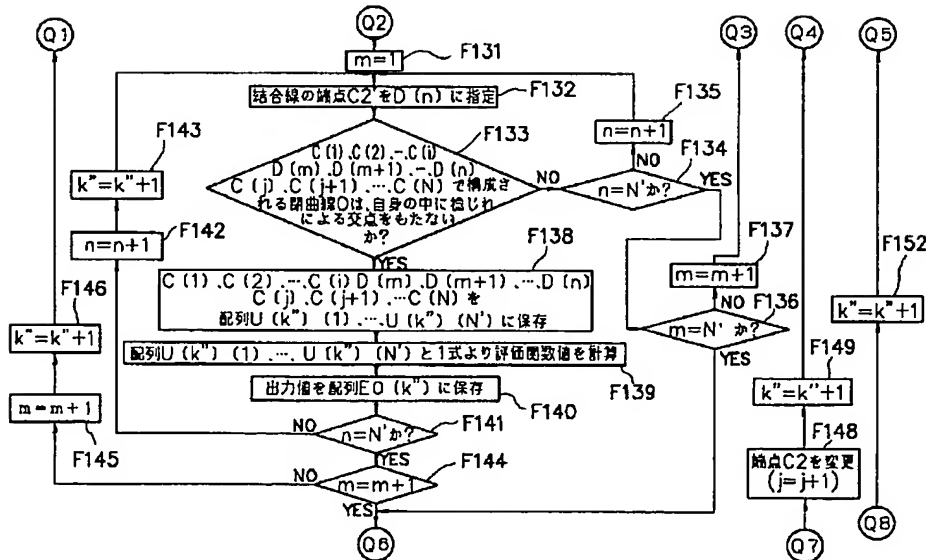 Q1
Q2
Q3
Q4
Q5
m=1
F131
結合線の端点C2をD(n)に指定
F132
F133
C(1).C(2).-.C(i)
D(m).D(m+1).-.D(n)
C(j).C(j+1).…C(N)で構成さ
れる閉曲線Oは、自身の中に捻じれ
による交点をもたない
か?
NO
YES
n=n+1
F135
NO
F134
n=N'か?
YES
F143
k"=k"+1
F142
n=n+1
F138
C(1).C(2).…C(i)D(m).D(m+1).…D(n)
C(j).C(j+1).…C(N)を
配列U(k")(1).…U(k")(N')に保存
F137
m=m+1
NO
F136
m=N'か?
YES
F146
k"=k"+1
配列U(k")(1).…U(k")(N')と1式より評価関数値を計算
F139
出力値を配列EO(k")に保存
F140
m=m+1
F145
NO
n=N'か?
F141
YES
NO
m=m+1
F144
YES
F152
k"=k"+1
F149
k"=k"+1
F148
端点C2を変更
(j=j+1)
Q6
Q7
Q8